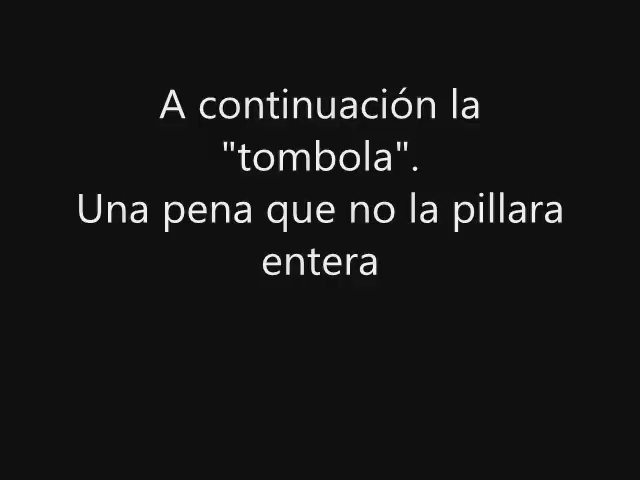 A continuación la
"tombola".
Una pena que no la pillara
entera